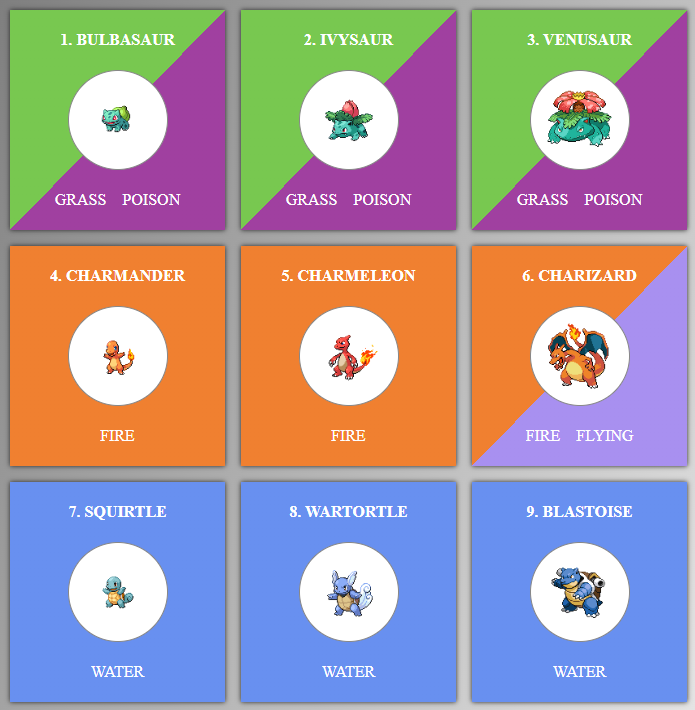 1. BULBASAUR
GRASS POISON
2. IVYSAUR
GRASS POISON
3. VENUSAUR
GRASS POISON
4. CHARMANDER
FIRE
5. CHARMELEON
FIRE
6. CHARIZARD
FIRE FLYING
7. SQUIRTLE
WATER
8. WARTORTLE
WATER
9. BLASTOISE
WATER